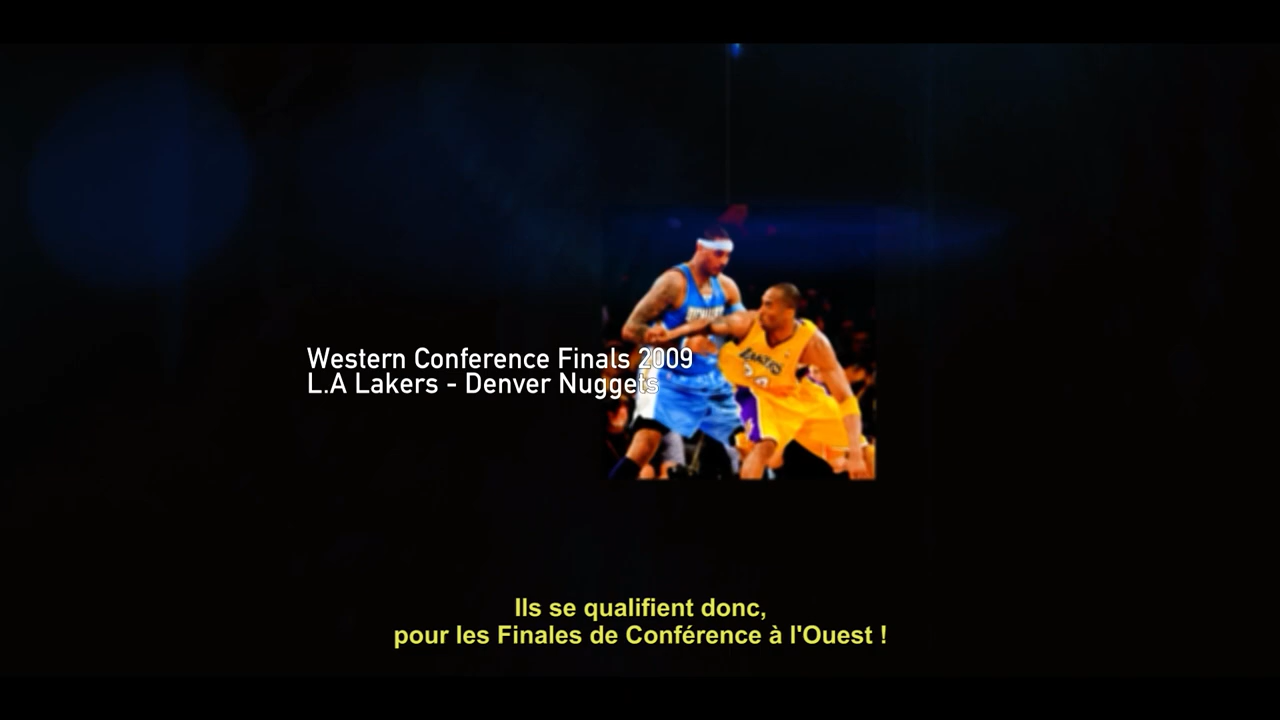 Western Conference Finals 2009
L.A Lakers - Denver Nuggets
Ils se qualifient donc,
pour les Finales de Conférence à l'Ouest !